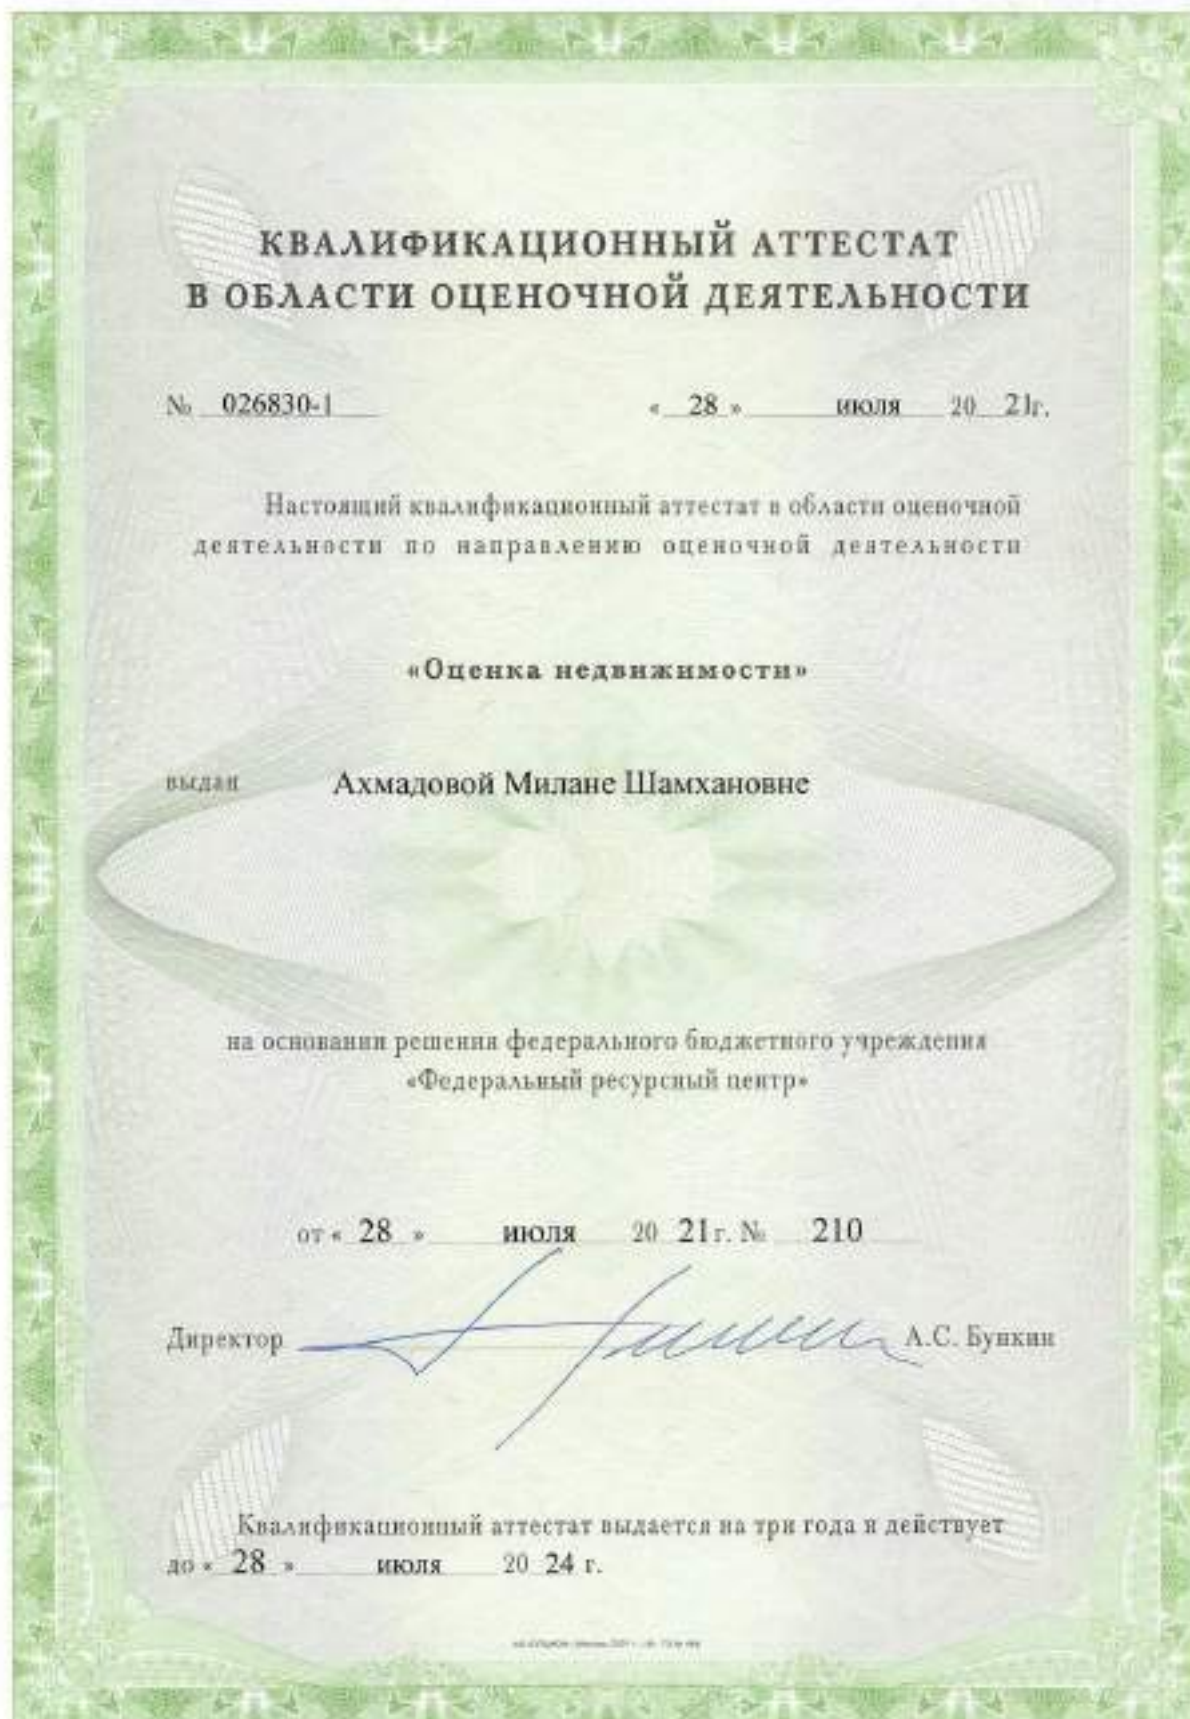 КВАЛИФИКАЦИОННЫЙ АТТЕСТАТ
В ОБЛАСТИ ОЦЕНОЧНОЙ ДЕЯТЕЛЬНОСТИ
№ 026830-1 « 28 » июля 20 21г.
Настоящий квалификационный аттестат в области оценочной
деятельности по направлению оценочной деятельности
«Оценка недвижимости»
выдан Ахмадовой Милане Шамхановне
на основании решения федерального бюджетного учреждения
«Федеральный ресурсный центр»
от « 28 » июля 20 21г. № 210
Директор А.С. Бункин
Квалификационный аттестат выдается на три года и действует
до « 28 » июля 20 24 г.